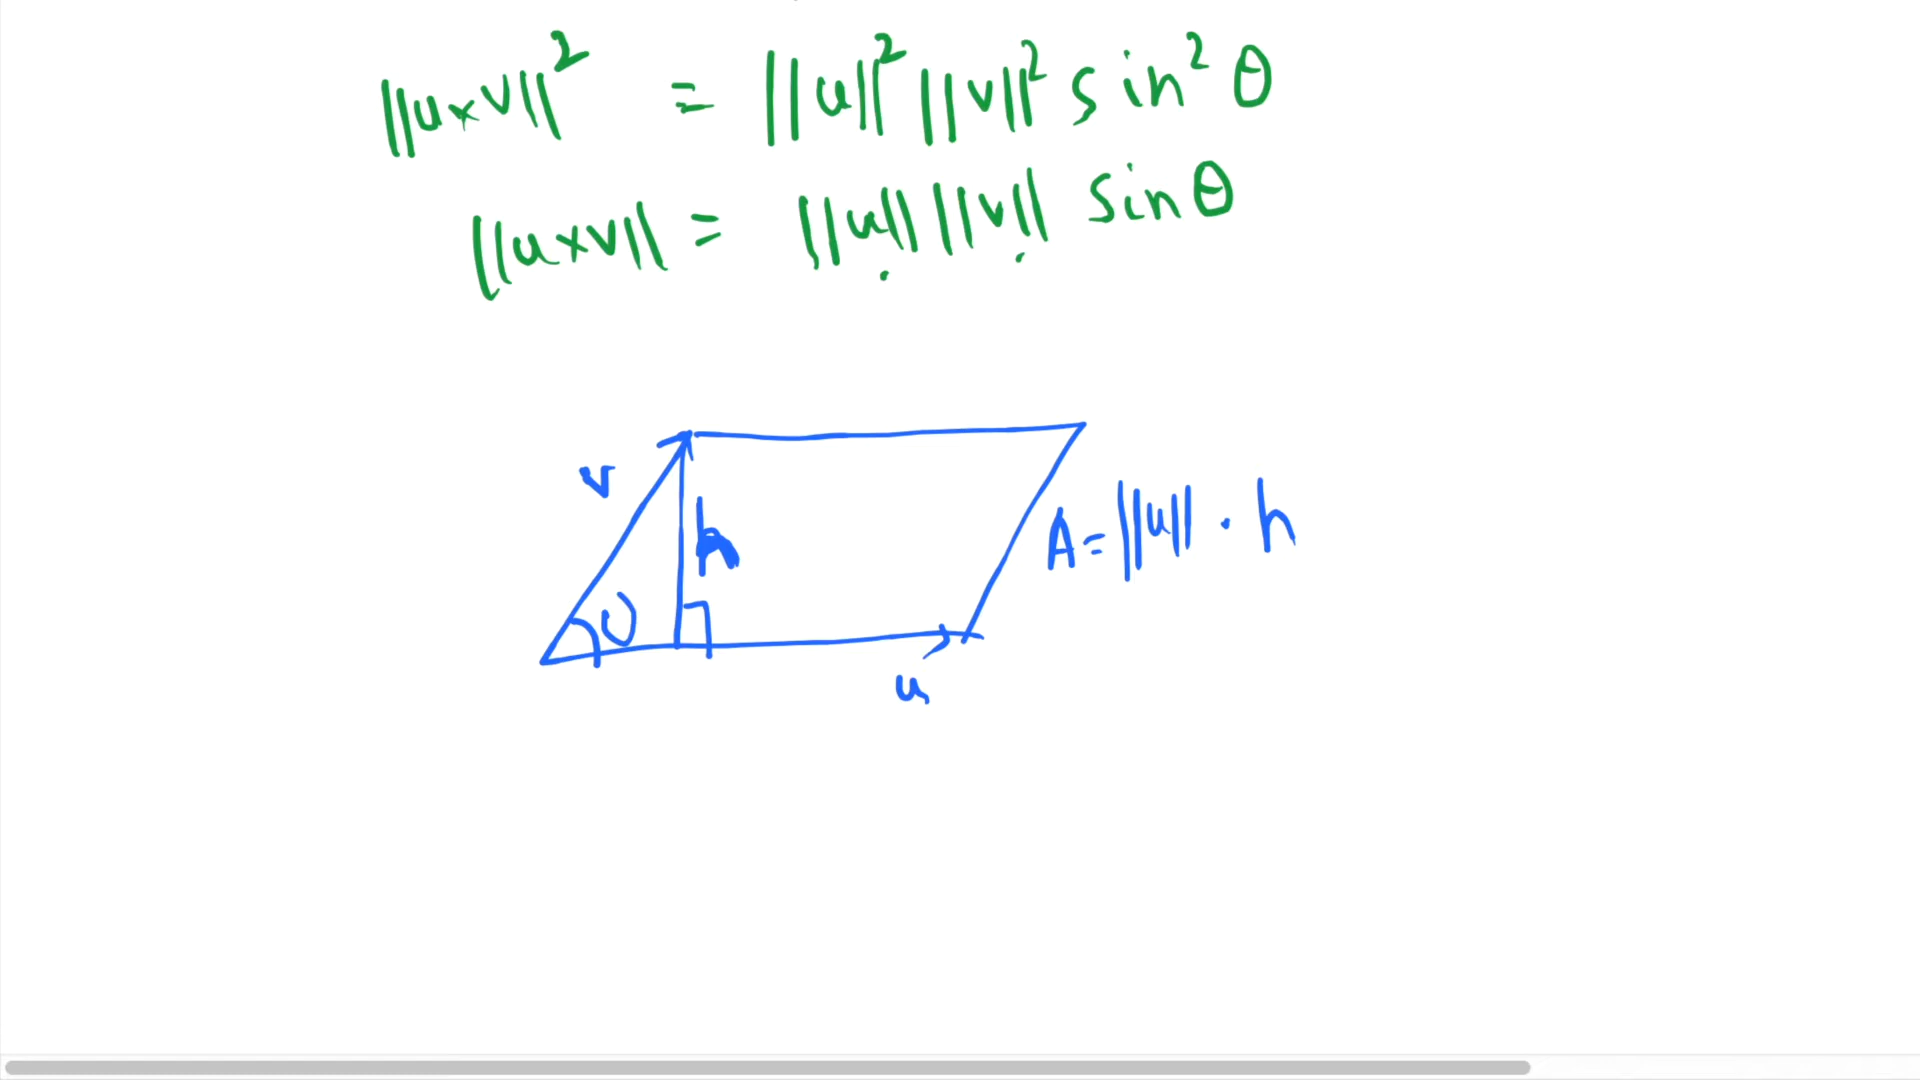 ||u×v||² = ||u||² ||v||² sin² θ
||u×v|| = ||u|| ||v|| sin θ
v
h
A = ||u|| · h
θ
u